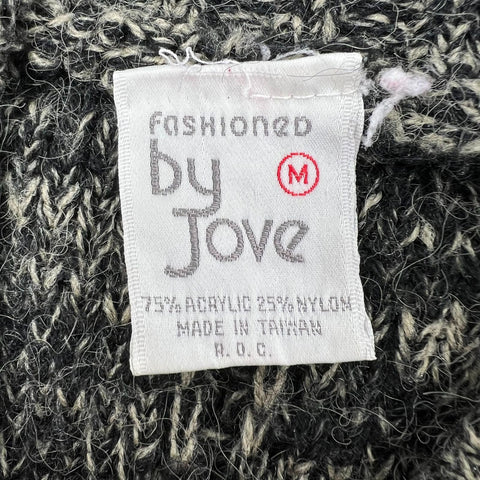 FASHIONED
by M
Jove
75% ACRYLIC 25% NYLON
MADE IN TAIWAN
R.O.C.